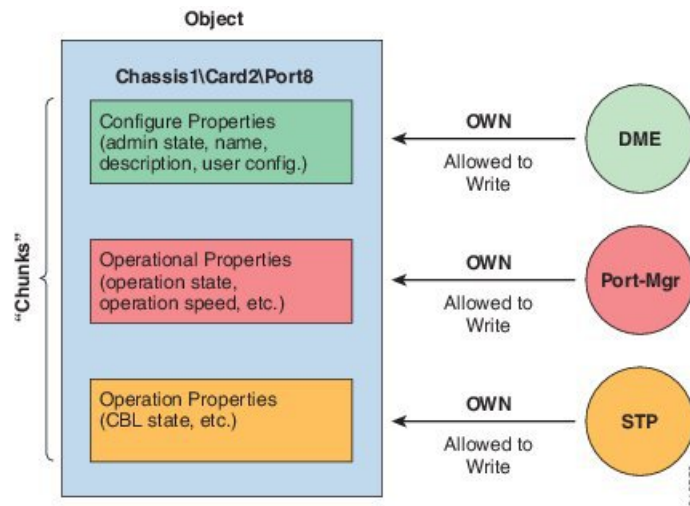 Object
Chassis1\Card2\Port8
"Chunks"
Configure Properties
(admin state, name,
description, user config.)
OWN
Allowed to
Write
DME
Operational Properties
(operation state,
operation speed, etc.)
OWN
Allowed to
Write
Port-Mgr
Operation Properties
(CBL state, etc.)
OWN
Allowed to
Write
STP